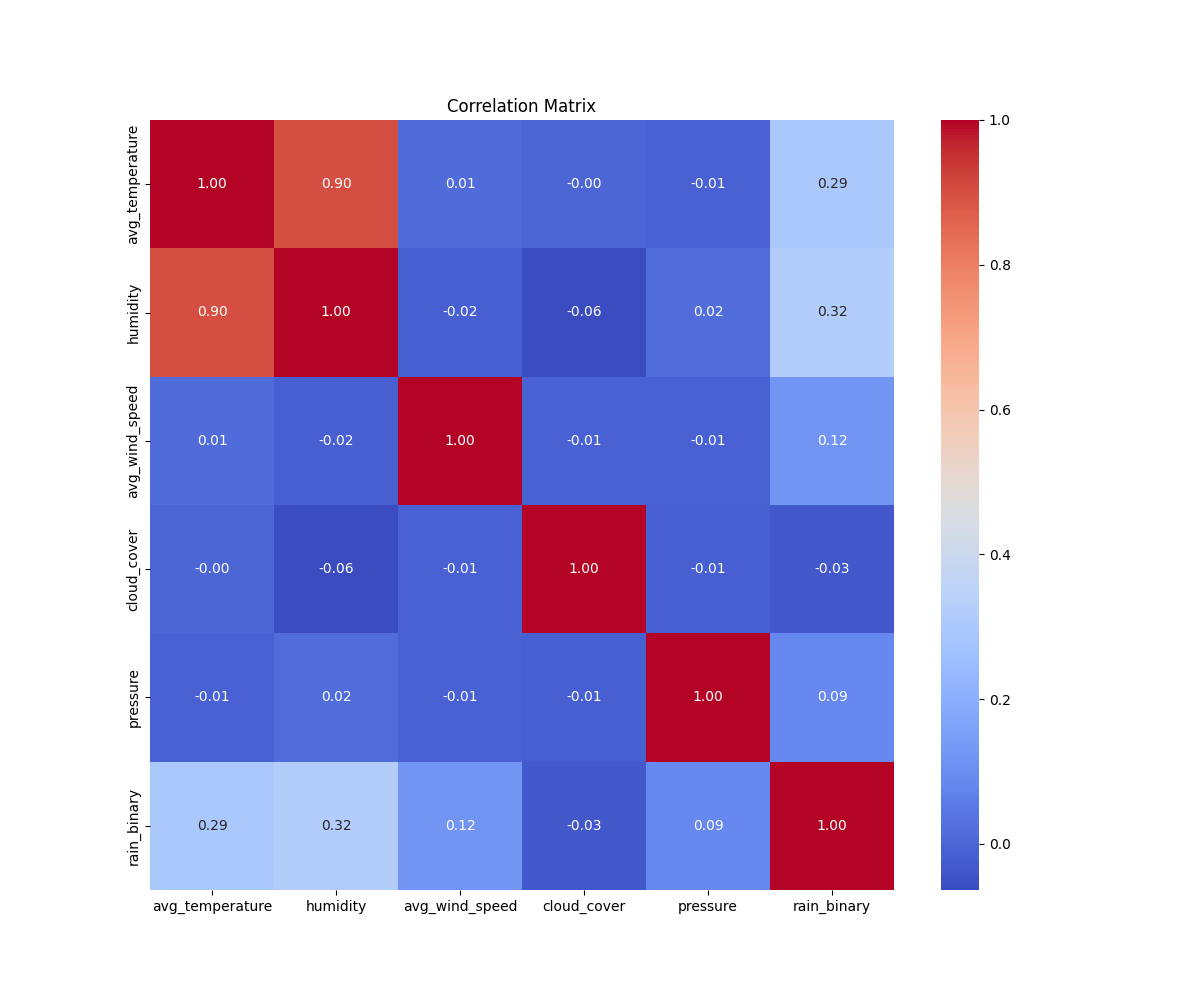 Correlation Matrix
avg_temperature 1.00 0.90 0.01 -0.00 -0.01 0.29
humidity 0.90 1.00 -0.02 -0.06 0.02 0.32
avg_wind_speed 0.01 -0.02 1.00 -0.01 -0.01 0.12
cloud_cover -0.00 -0.06 -0.01 1.00 -0.01 -0.03
pressure -0.01 0.02 -0.01 -0.01 1.00 0.09
rain_binary 0.29 0.32 0.12 -0.03 0.09 1.00
avg_temperature humidity avg_wind_speed cloud_cover pressure rain_binary
1.0
0.8
0.6
0.4
0.2
0.0